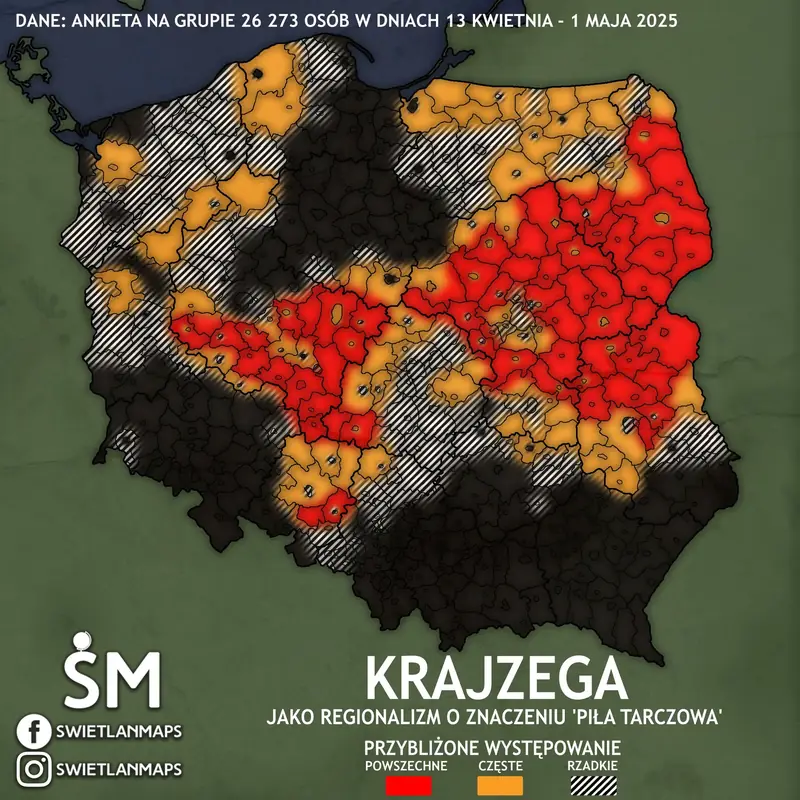 DANE: ANKIETA NA GRUPIE 26 273 OSÓB W DNIACH 13 KWIETNIA - 1 MAJA 2025
ŚM
SWIETLANMAPS
SWIETLANMAPS
KRAJZEGA
JAKO REGIONALIZM O ZNACZENIU 'PIŁA TARCZOWA'
PRZYBLIŻONE WYSTĘPOWANIE
POWSZECHNE CZĘSTE RZADKIE